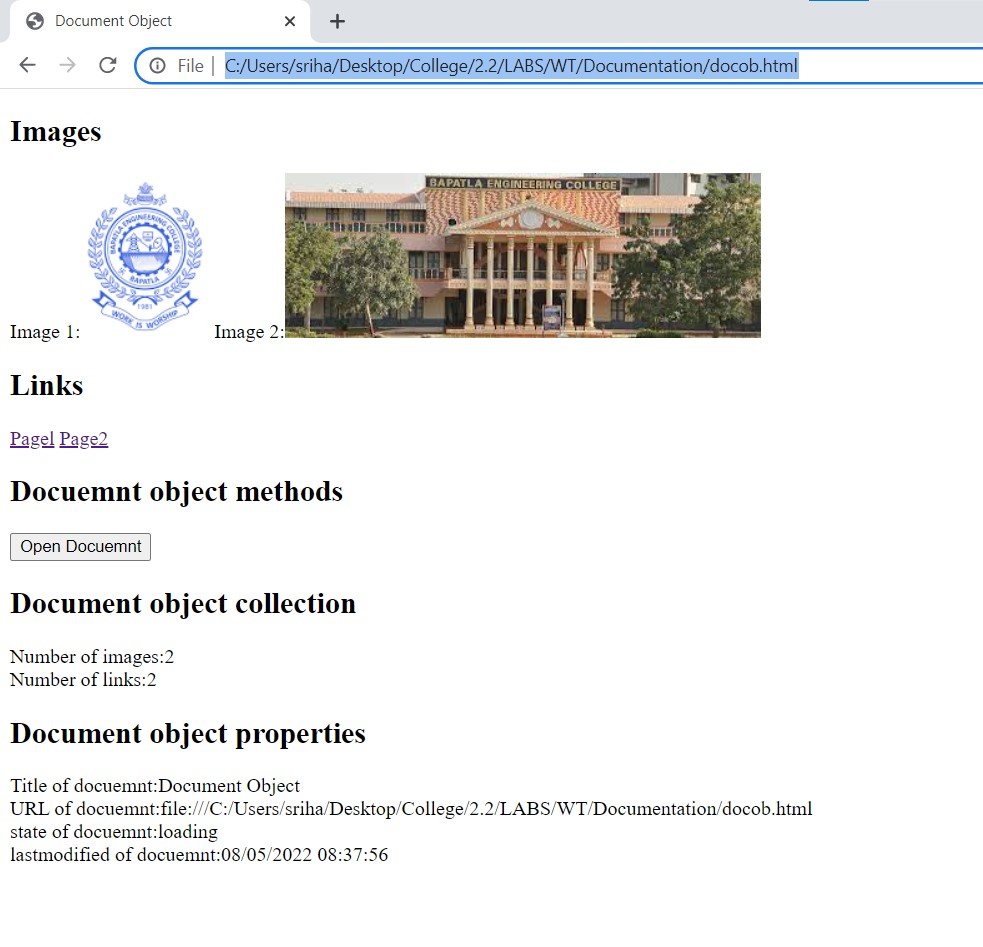 Document Object
File | C:/Users/sriha/Desktop/College/2.2/LABS/WT/Documentation/docob.html
Images
BAPATLA ENGINEERING COLLEGE
BAPATLA
1981
WORK IS WORSHIP
BAPATLA ENGINEERING COLLEGE
Image 1: Image 2:
Links
Pagel Page2
Docuemnt object methods
Open Docuemnt
Document object collection
Number of images:2
Number of links:2
Document object properties
Title of docuemnt:Document Object
URL of docuemnt:file:///C:/Users/sriha/Desktop/College/2.2/LABS/WT/Documentation/docob.html
state of docuemnt:loading
lastmodified of docuemnt:08/05/2022 08:37:56